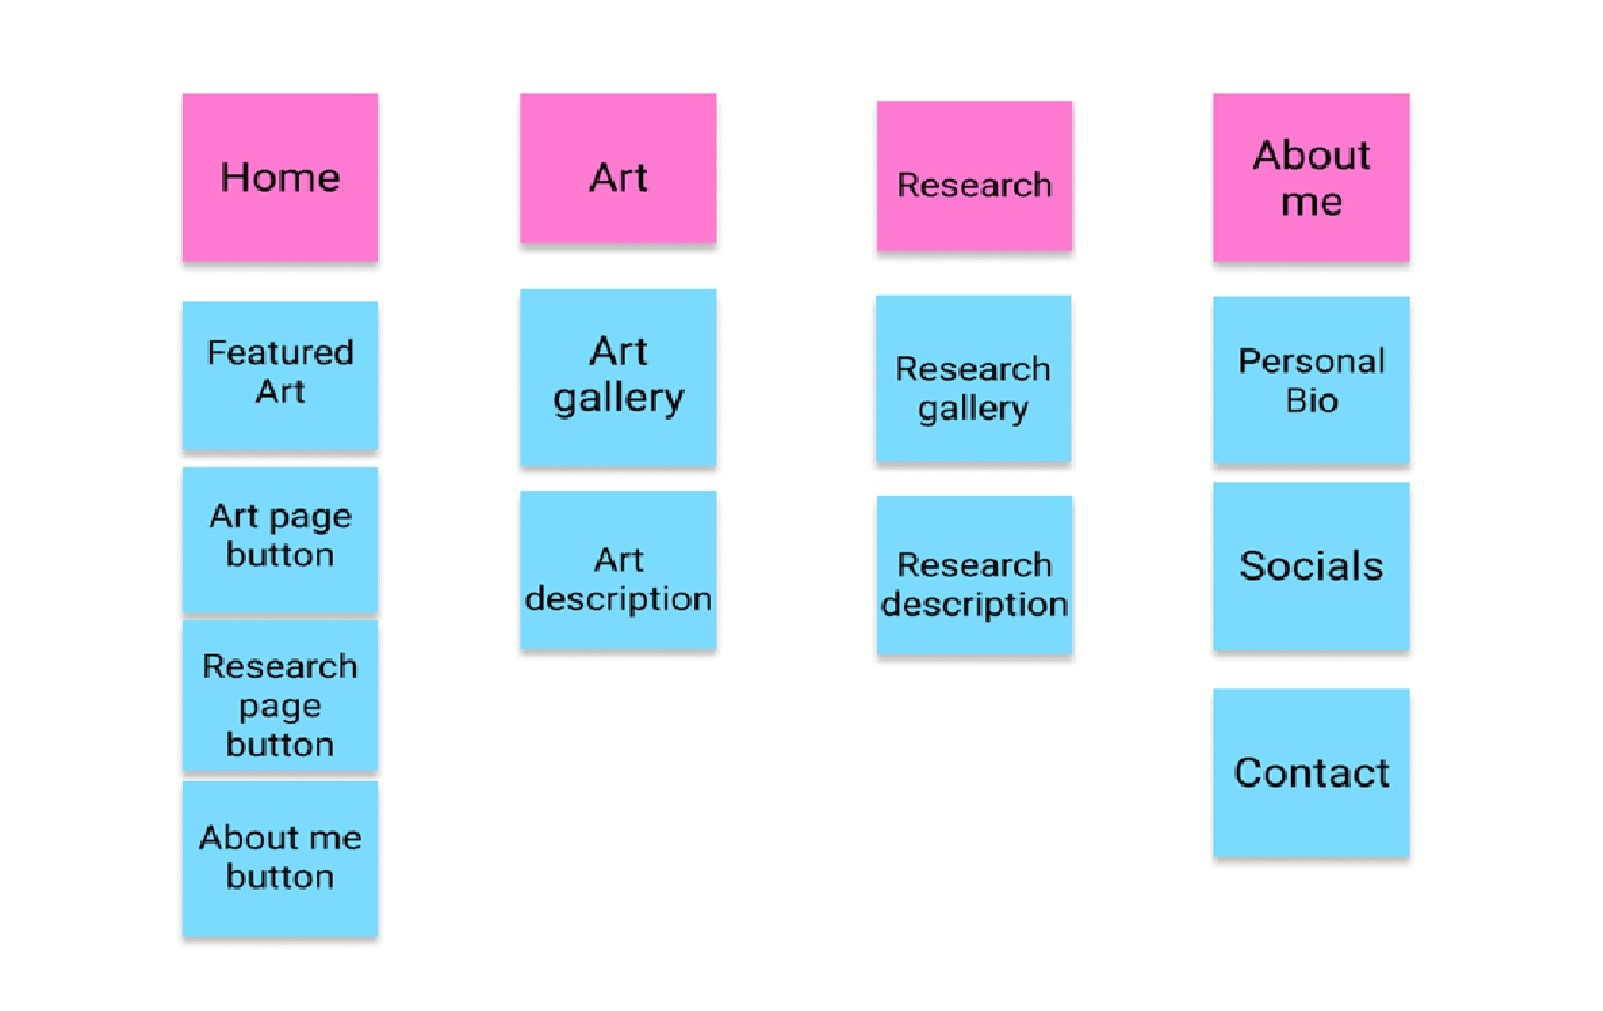 Home
Featured
Art
Art page
button
Research
page
button
About me
button
Art
Art
gallery
Art
description
Research
Research
gallery
Research
description
About
me
Personal
Bio
Socials
Contact